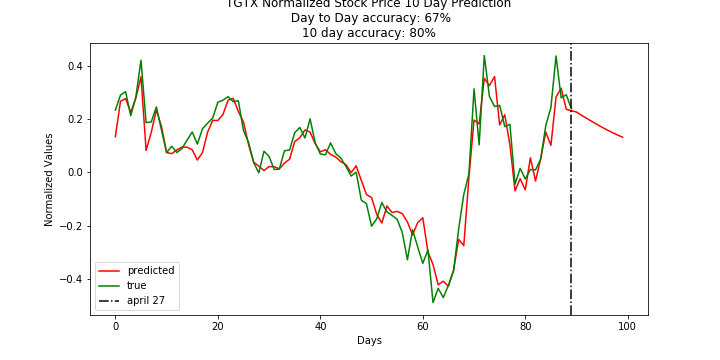 TGTX Normalized Stock Price 10 Day Prediction
Day to Day accuracy: 67%
10 day accuracy: 80%
0.4
0.2
0.0
−0.2
−0.4
Normalized Values
predicted
true
april 27
0 20 40 60 80 100
Days